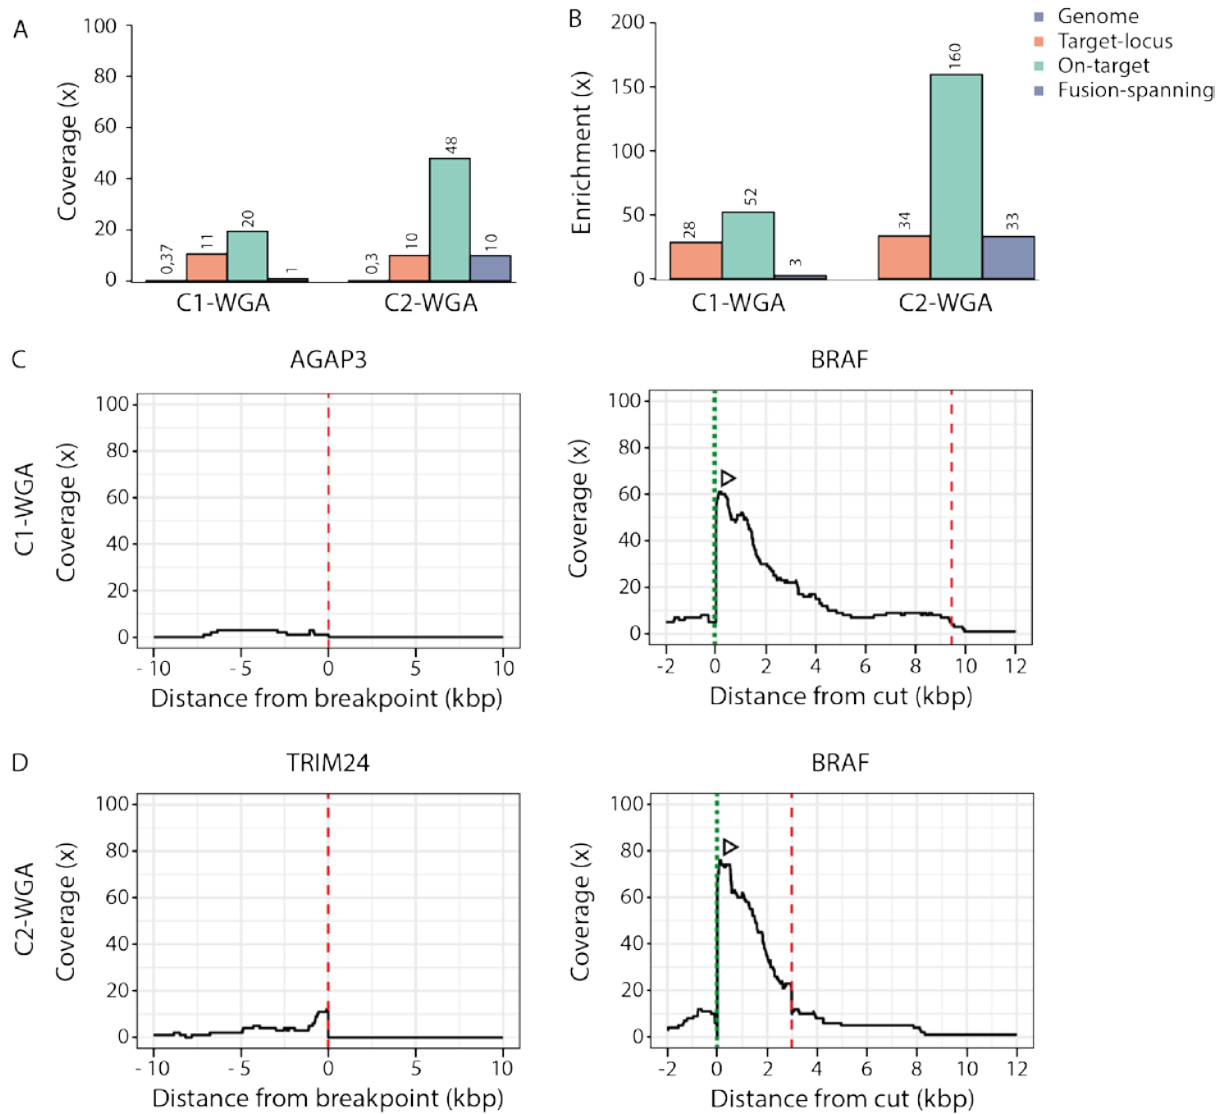 A
Coverage (x)
100
80
60
40
20
0
0,37
11
20
1
0,3
10
48
10
C1-WGA
C2-WGA
B
Enrichment (x)
200
150
100
50
0
28
52
3
34
160
33
C1-WGA
C2-WGA
Genome
Target-locus
On-target
Fusion-spanning
C
C1-WGA
AGAP3
Coverage (x)
100
80
60
40
20
0
- 10
-5
0
5
10
Distance from breakpoint (kbp)
BRAF
Coverage (x)
100
80
60
40
20
0
-2
0
2
4
6
8
10
12
Distance from cut (kbp)
D
C2-WGA
TRIM24
Coverage (x)
100
80
60
40
20
0
-10
- 5
0
5
10
Distance from breakpoint (kbp)
BRAF
Coverage (x)
100
80
60
40
20
0
-2
0
2
4
6
8
10
12
Distance from cut (kbp)